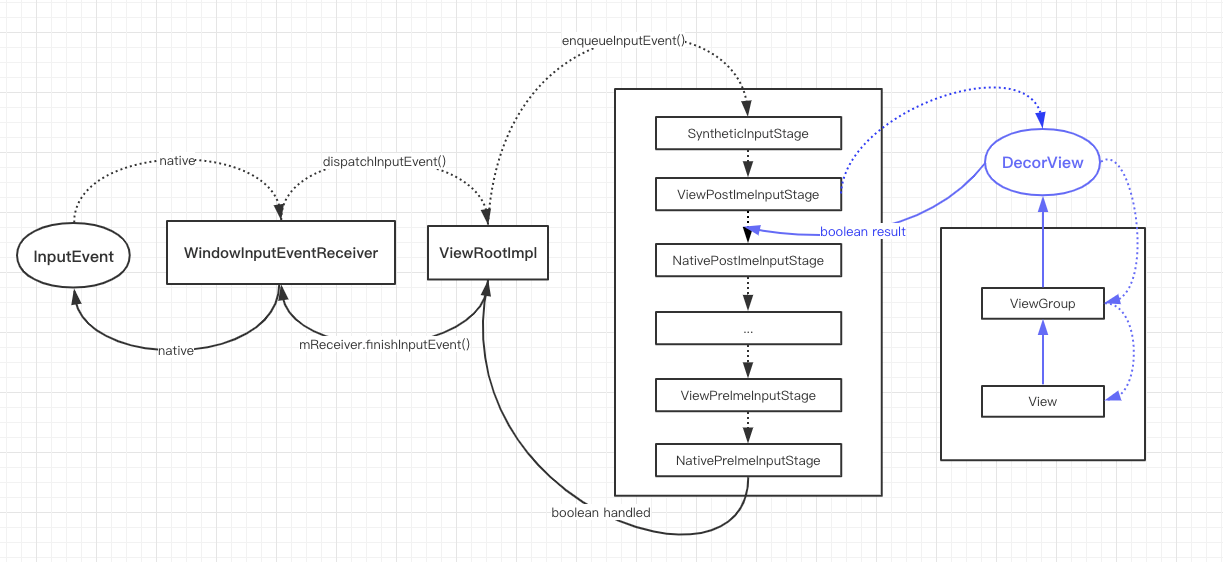 enqueueInputEvent()
SyntheticInputStage
native
dispatchInputEvent()
DecorView
ViewPostImeInputStage
boolean result
InputEvent
WindowInputEventReceiver
ViewRootImpl
NativePostImeInputStage
ViewGroup
...
mReceiver.finishInputEvent()
native
ViewPreImeInputStage
View
NativePreImeInputStage
boolean handled